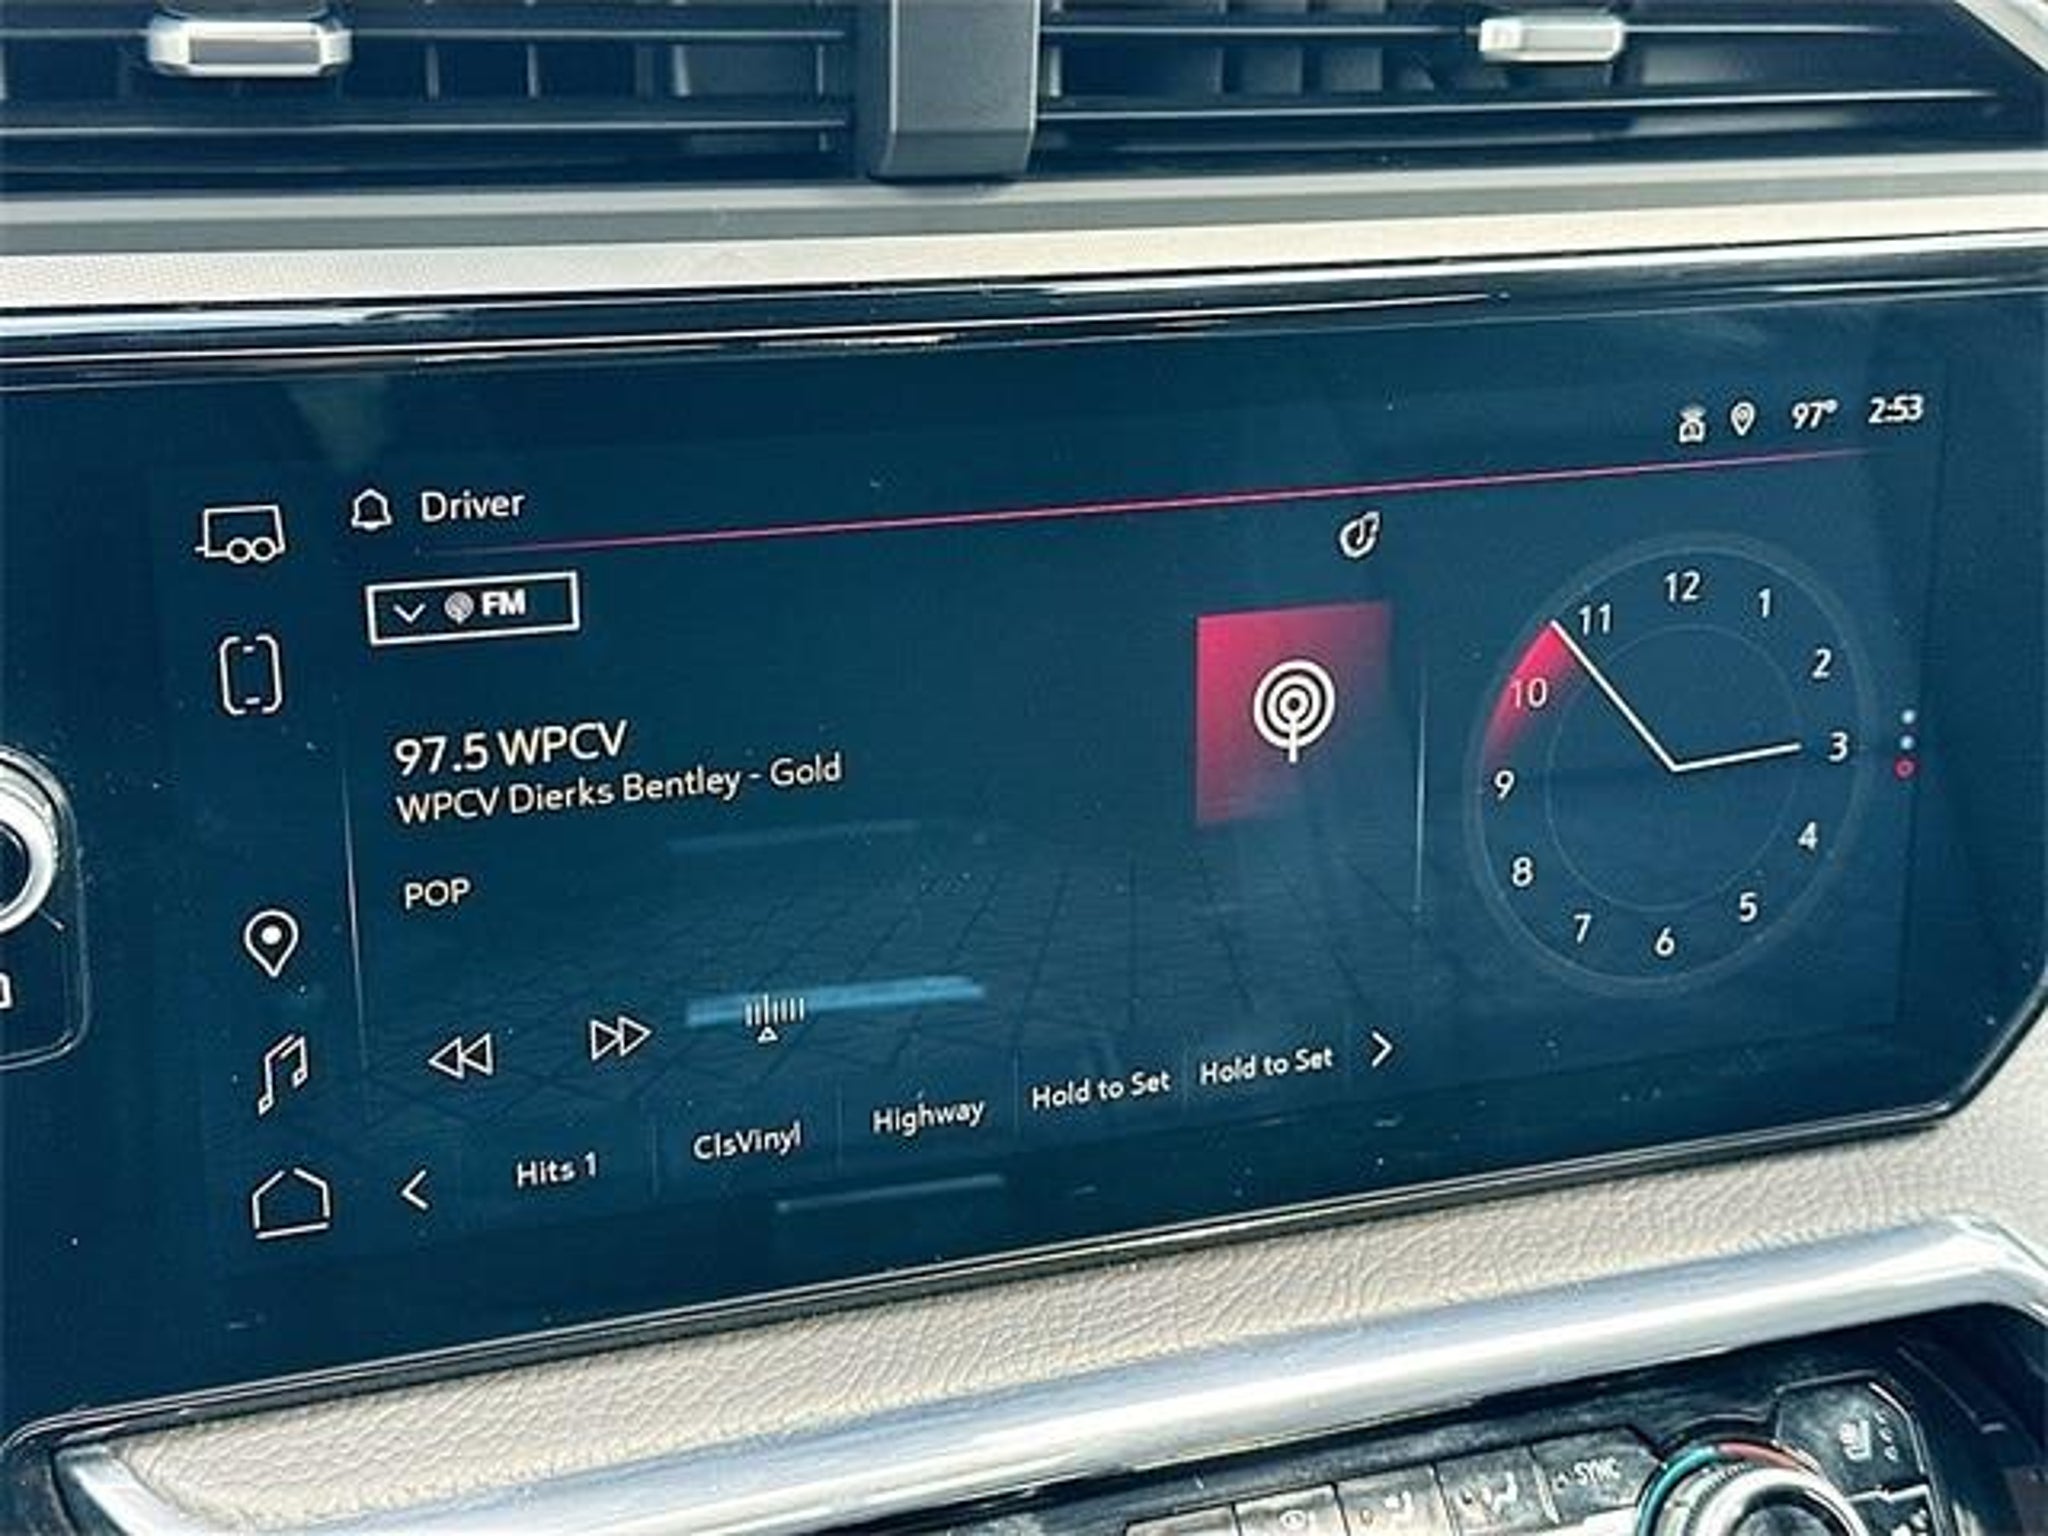 97° 2:53
Driver
FM
97.5 WPCV
WPCV Dierks Bentley - Gold
POP
Hits 1 ClsVinyl Highway Hold to Set Hold to Set
12
1
2
3
4
5
6
7
8
9
10
11
SYNC